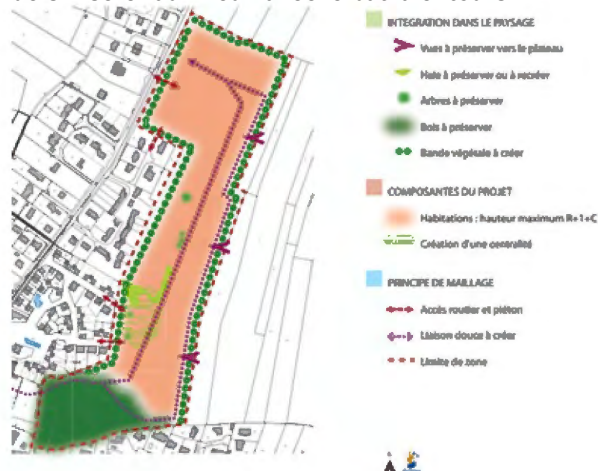 INTEGRATION DANS LE PAYSAGE
Vues à préserver vers le plateau
Haie à préserver ou à recréer
Arbres à préserver
Bois à préserver
Bande végétale à créer
COMPOSANTES DU PROJET
Habitations : hauteur maximum R+1+C
Création d'une centralité
PRINCIPE DE MAILLAGE
Accès routier et piéton
Liaison douce à créer
Limite de zone